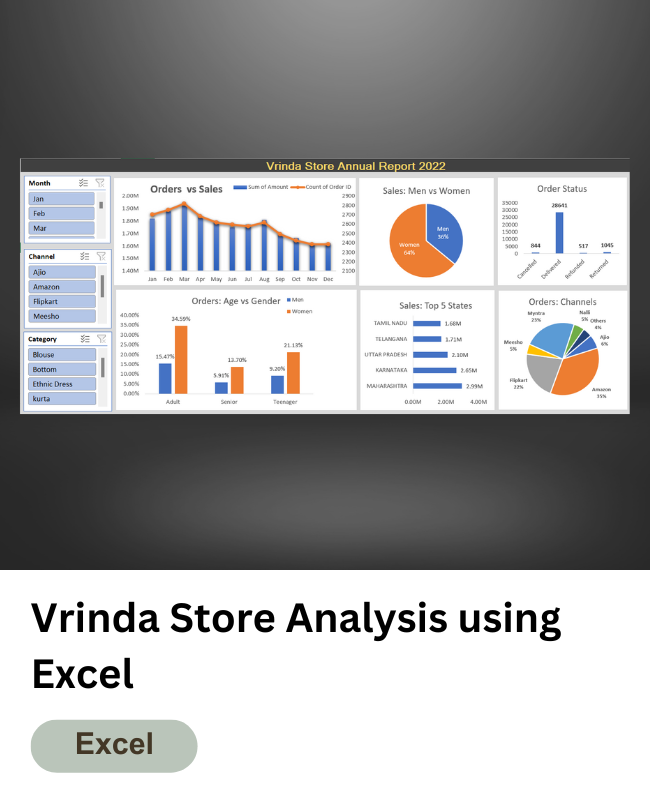 Vrinda Store Annual Report 2022
Month
Jan
Feb
Mar
Channel
Ajio
Amazon
Flipkart
Meesho
Category
Blouse
Bottom
Ethnic Dress
kurta
Orders vs Sales
Sum of Amount
Count of Order ID
2.00M
1.90M
1.80M
1.70M
1.60M
1.50M
1.40M
2900
2800
2700
2600
2500
2400
2300
2200
2100
Jan Feb Mar Apr May Jun Jul Aug Sep Oct Nov Dec
Sales: Men vs Women
Men
36%
Women
64%
Order Status
35000
30000
25000
20000
15000
10000
5000
0
844
28641
517
1045
Cancelled
Delivered
Refunded
Returned
Orders: Age vs Gender
Men
Women
40.00%
35.00%
30.00%
25.00%
20.00%
15.00%
10.00%
5.00%
0.00%
15.47%
34.59%
5.91%
13.70%
9.20%
21.13%
Adult
Senior
Teenager
Sales: Top 5 States
TAMIL NADU
1.68M
TELANGANA
1.71M
UTTAR PRADESH
2.10M
KARNATAKA
2.65M
MAHARASHTRA
2.99M
0.00M 2.00M 4.00M
Orders: Channels
Myntra
23%
Nalli
5%
Others
4%
Ajio
6%
Meesho
5%
Flipkart
22%
Amazon
35%
Vrinda Store Analysis using
Excel
Excel